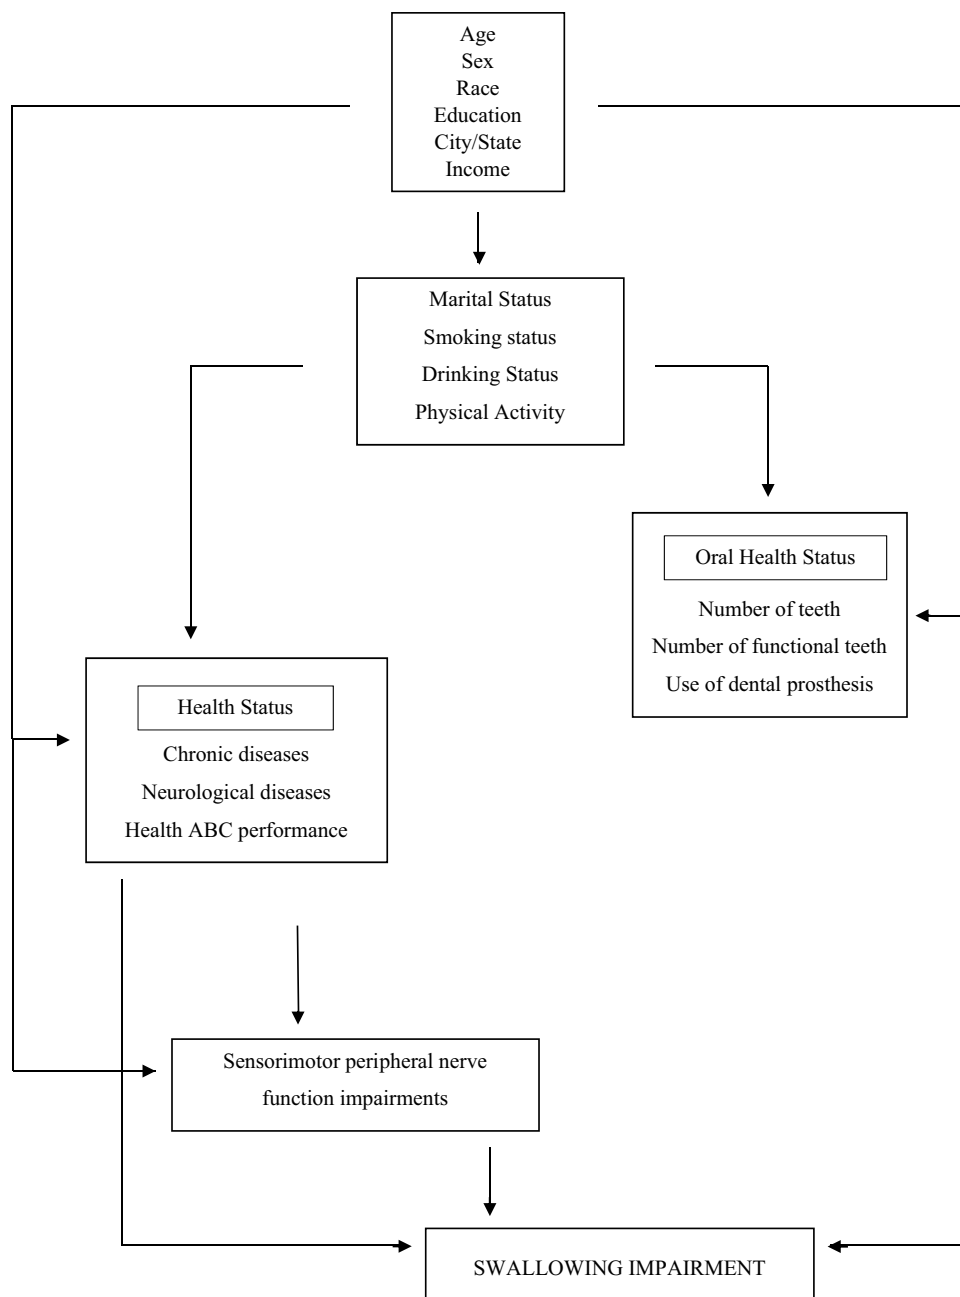 Age
Sex
Race
Education
City/State
Income
Marital Status
Smoking status
Drinking Status
Physical Activity
Oral Health Status
Number of teeth
Number of functional teeth
Use of dental prosthesis
Health Status
Chronic diseases
Neurological diseases
Health ABC performance
Sensorimotor peripheral nerve
function impairments
SWALLOWING IMPAIRMENT